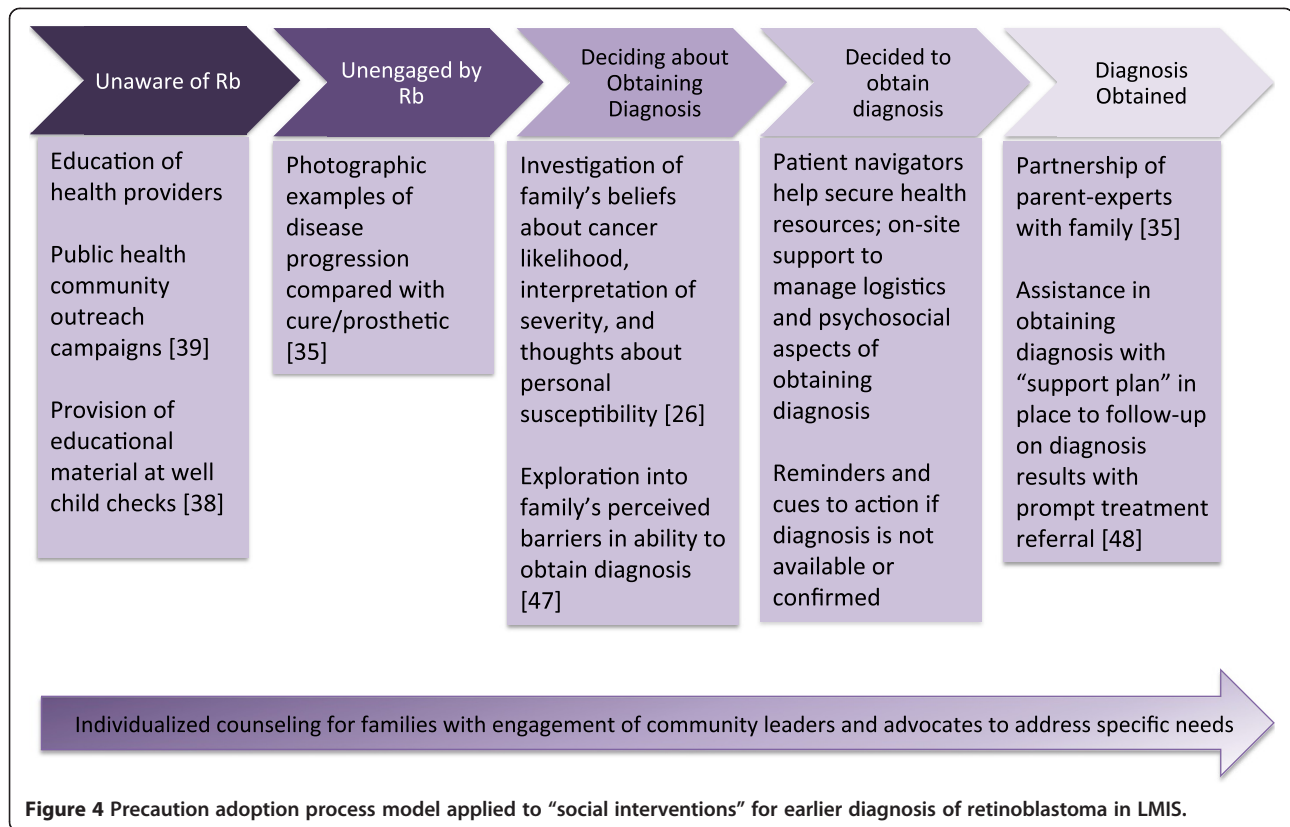 Unaware of Rb
Unengaged by
Rb
Deciding about
Obtaining
Diagnosis
Decided to
obtain
diagnosis
Diagnosis
Obtained
Education of
health providers
Public health
community
outreach
campaigns [39]
Provision of
educational
material at well
child checks [38]
Photographic
examples of
disease
progression
compared with
cure/prosthetic
[35]
Investigation of
family’s beliefs
about cancer
likelihood,
interpretation of
severity, and
thoughts about
personal
susceptibility [26]
Exploration into
family’s perceived
barriers in ability to
obtain diagnosis
[47]
Patient navigators
help secure health
resources; on-site
support to
manage logistics
and psychosocial
aspects of
obtaining
diagnosis
Reminders and
cues to action if
diagnosis is not
available or
confirmed
Partnership of
parent-experts
with family [35]
Assistance in
obtaining
diagnosis with
“support plan” in
place to follow-up
on diagnosis
results with
prompt treatment
referral [48]
Individualized counseling for families with engagement of community leaders and advocates to address specific needs
Figure 4 Precaution adoption process model applied to “social interventions” for earlier diagnosis of retinoblastoma in LMIS.